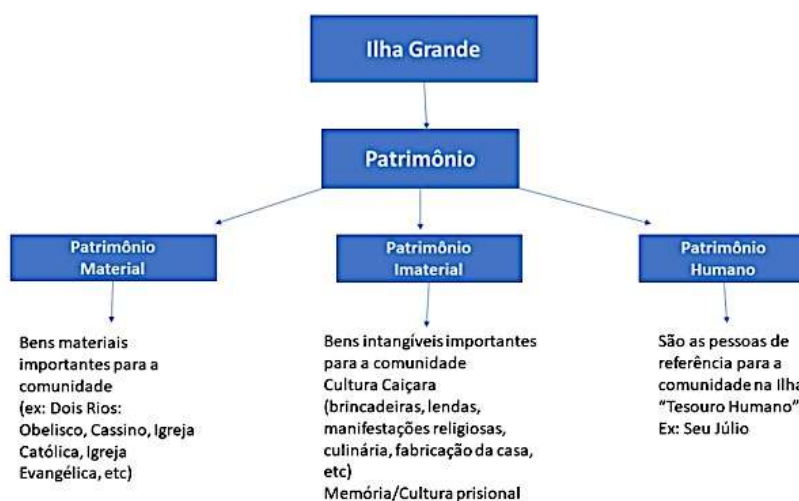 Ilha Grande
Patrimônio
Patrimônio
Material
Patrimônio
Imaterial
Patrimônio
Humano
Bens materiais
importantes para a
comunidade
(ex: Dois Rios:
Obelisco, Cassino, Igreja
Católica, Igreja
Evangélica, etc)
Bens intangíveis importantes
para a comunidade
Cultura Caiçara
(brincadeiras, lendas,
manifestações religiosas,
culinária, fabricação da casa,
etc)
Memória/Cultura prisional
São as pessoas de
referência para a
comunidade na Ilha
“Tesouro Humano”
Ex: Seu Júlio